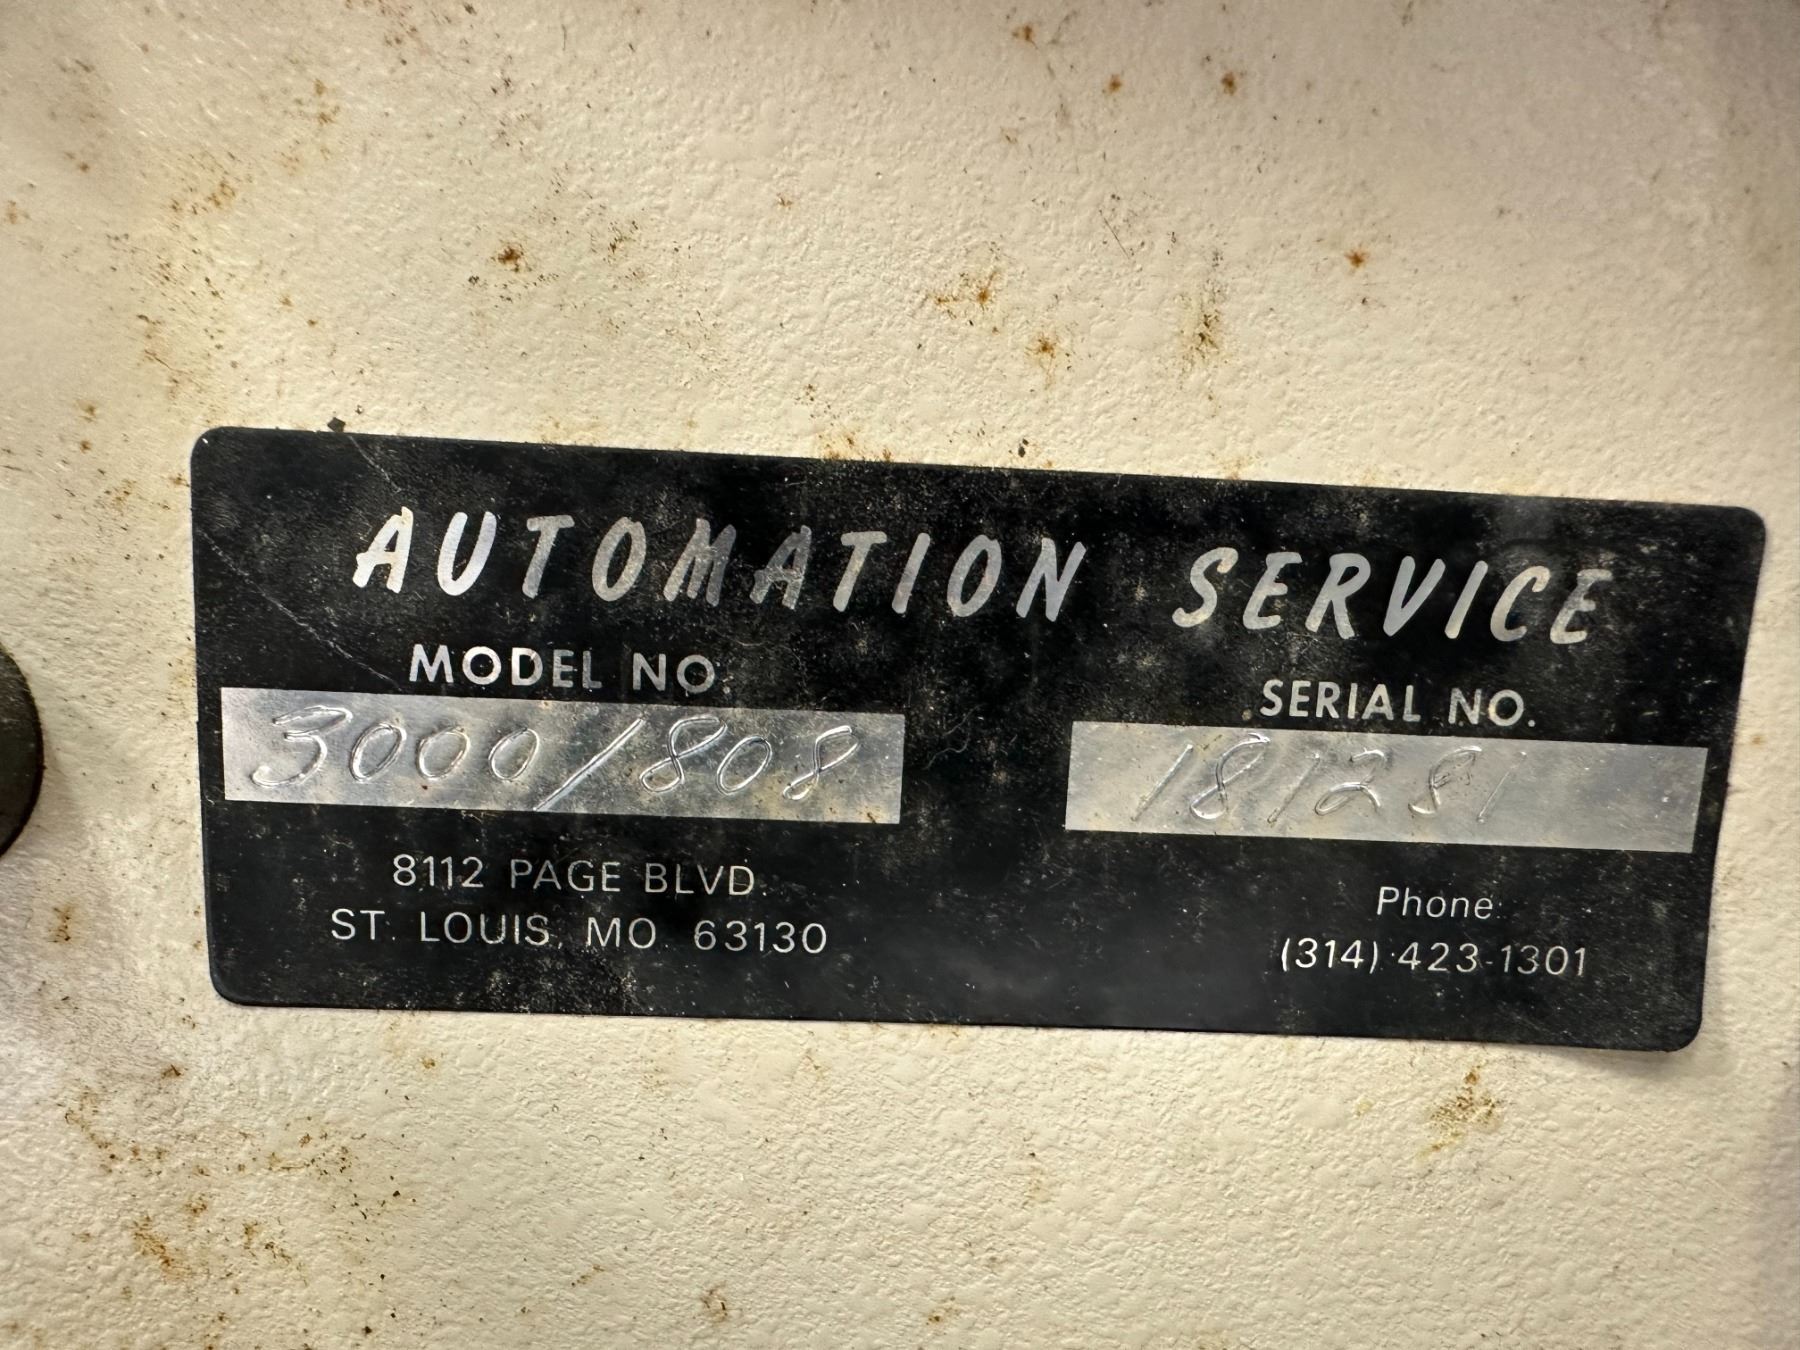 AUTOMATION SERVICE
MODEL NO.
SERIAL NO.
3000/808
181281
8112 PAGE BLVD.
ST. LOUIS, MO. 63130
Phone:
(314) 423-1301